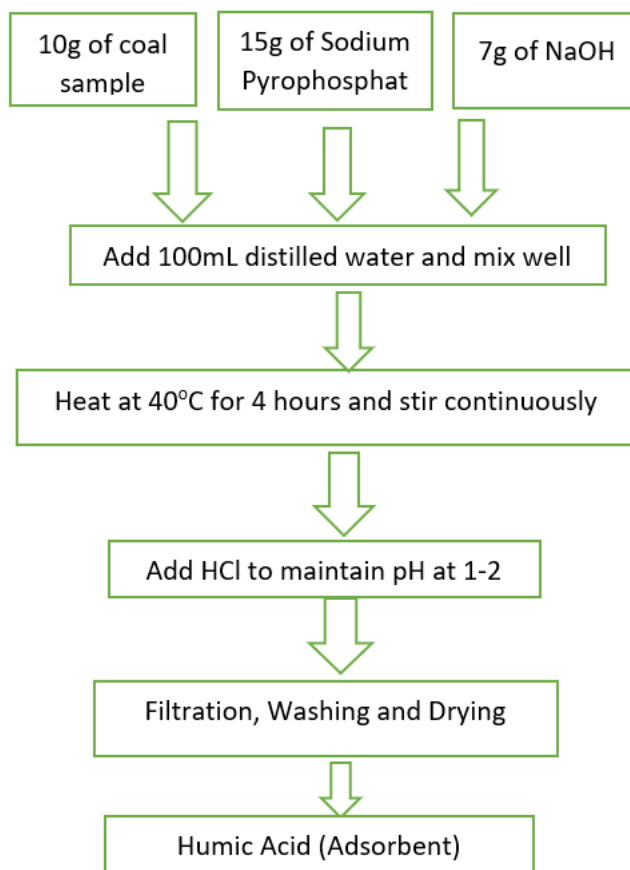 10g of coal
sample
15g of Sodium
Pyrophosphat
7g of NaOH
Add 100mL distilled water and mix well
Heat at 40°C for 4 hours and stir continuously
Add HCl to maintain pH at 1-2
Filtration, Washing and Drying
Humic Acid (Adsorbent)